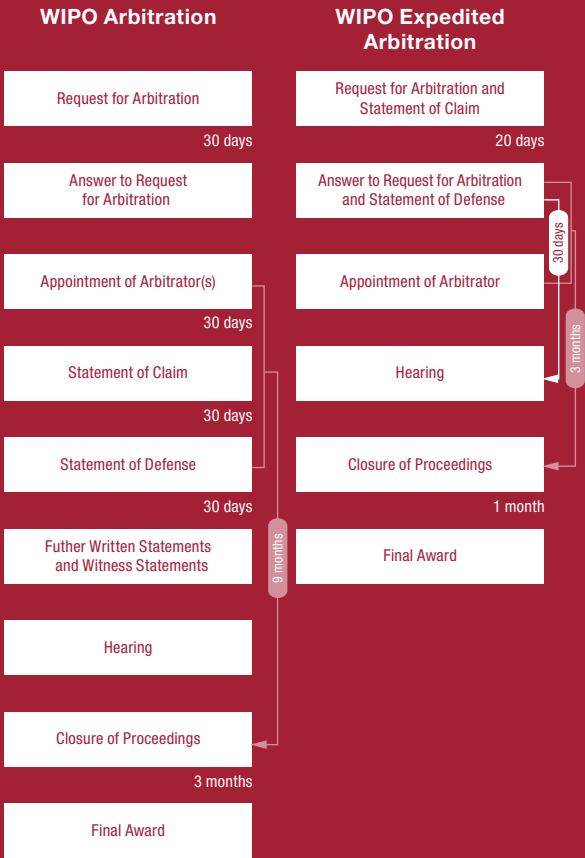 WIPO Arbitration
Request for Arbitration
30 days
Answer to Request
for Arbitration
Appointment of Arbitrator(s)
30 days
Statement of Claim
30 days
Statement of Defense
30 days
Futher Written Statements
and Witness Statements
9 months
Hearing
Closure of Proceedings
3 months
Final Award
WIPO Expedited
Arbitration
Request for Arbitration and
Statement of Claim
20 days
Answer to Request for Arbitration
and Statement of Defense
30 days
Appointment of Arbitrator
3 months
Hearing
Closure of Proceedings
1 month
Final Award